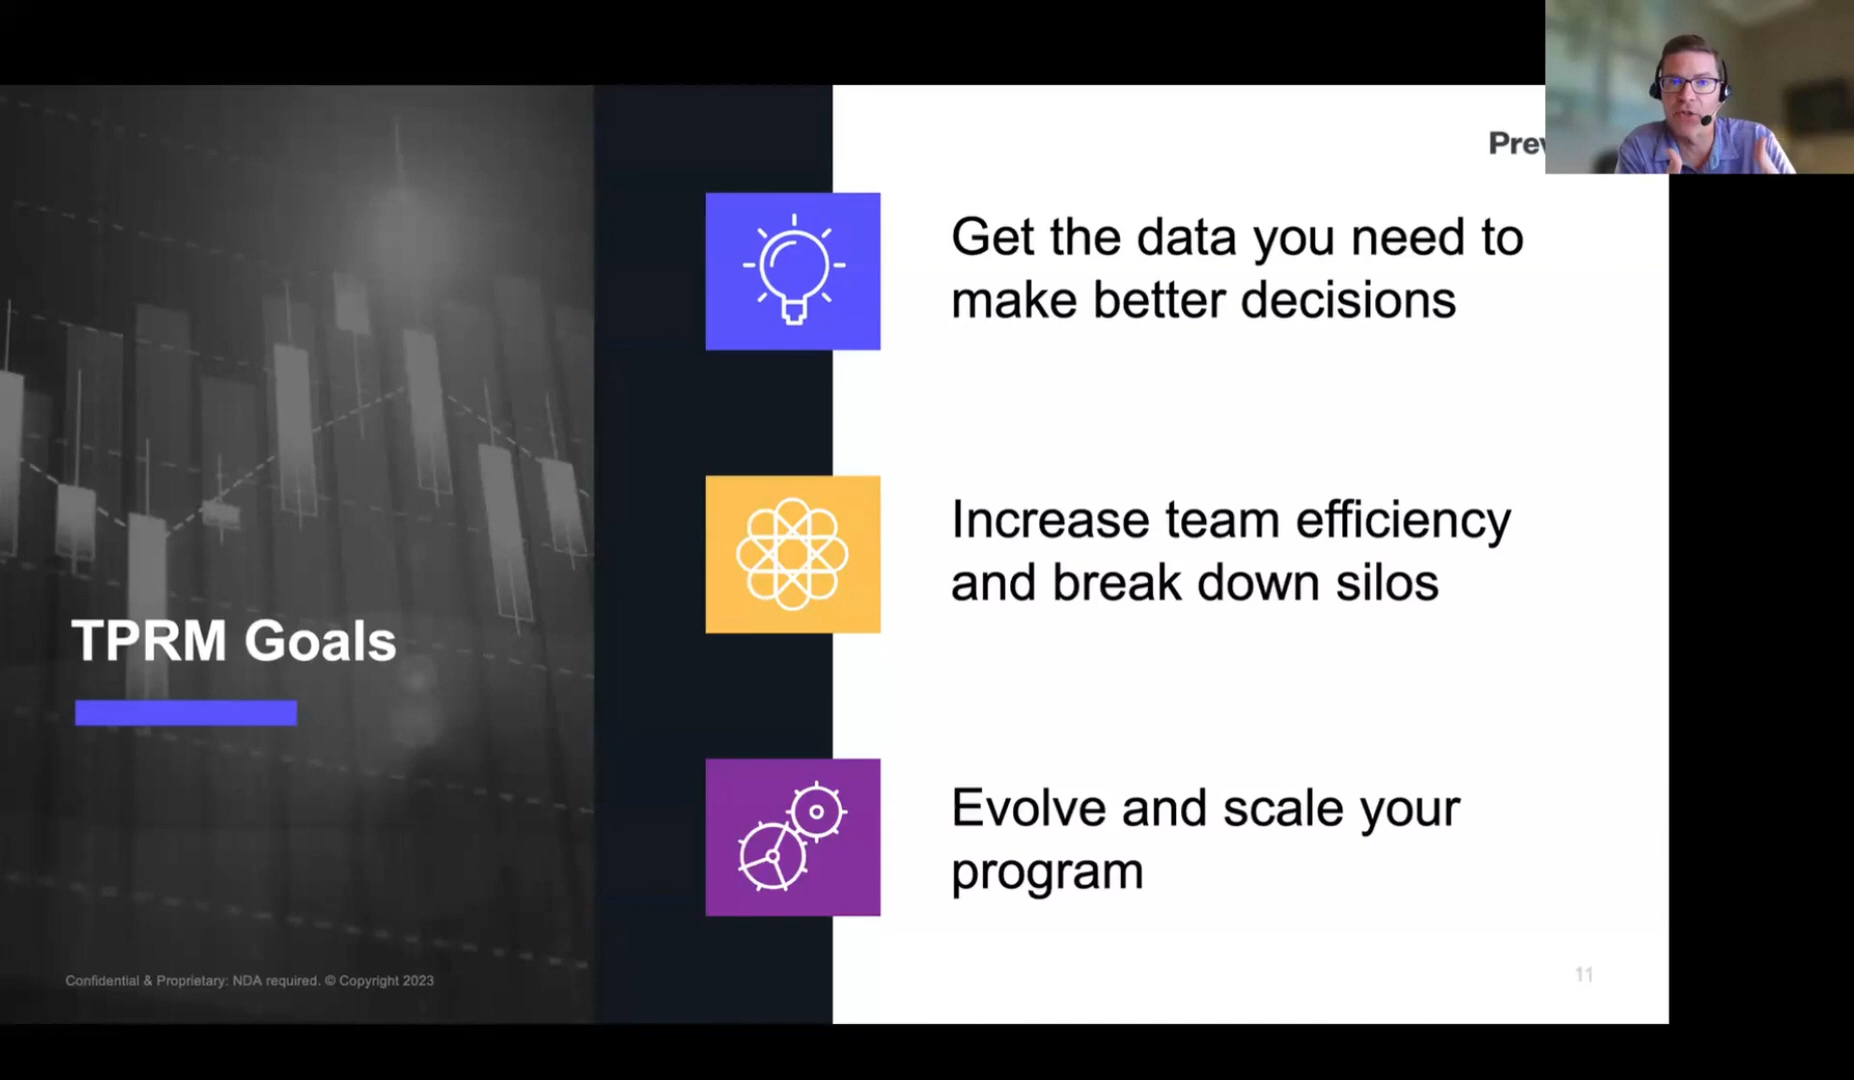 Get the data you need to
make better decisions
Increase team efficiency
and break down silos
TPRM Goals
Evolve and scale your
program
Confidential & Proprietary: NDA required. © Copyright 2023
11